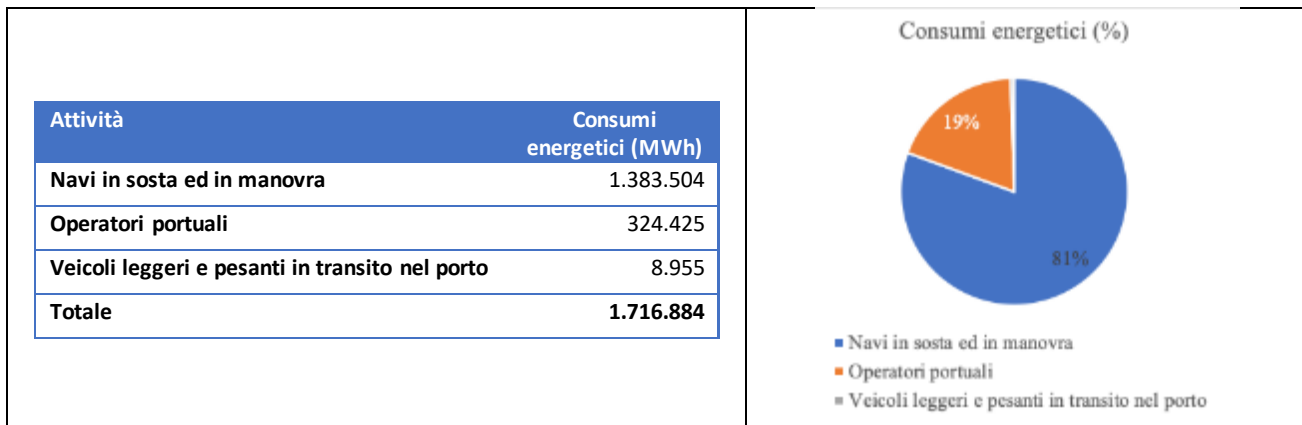 Attività Consumi
energetici (MWh)
Navi in sosta ed in manovra 1.383.504
Operatori portuali 324.425
Veicoli leggeri e pesanti in transito nel porto 8.955
Totale 1.716.884
Consumi energetici (%)
19%
81%
Navi in sosta ed in manovra
Operatori portuali
Veicoli leggeri e pesanti in transito nel porto